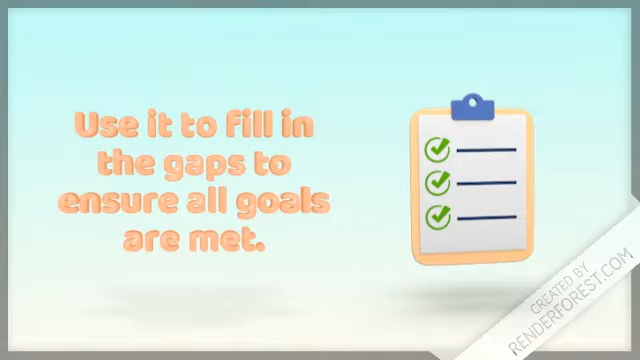 Use it to fill in
the gaps to
ensure all goals
are met.
CREATED BY
RENDERFOREST.COM